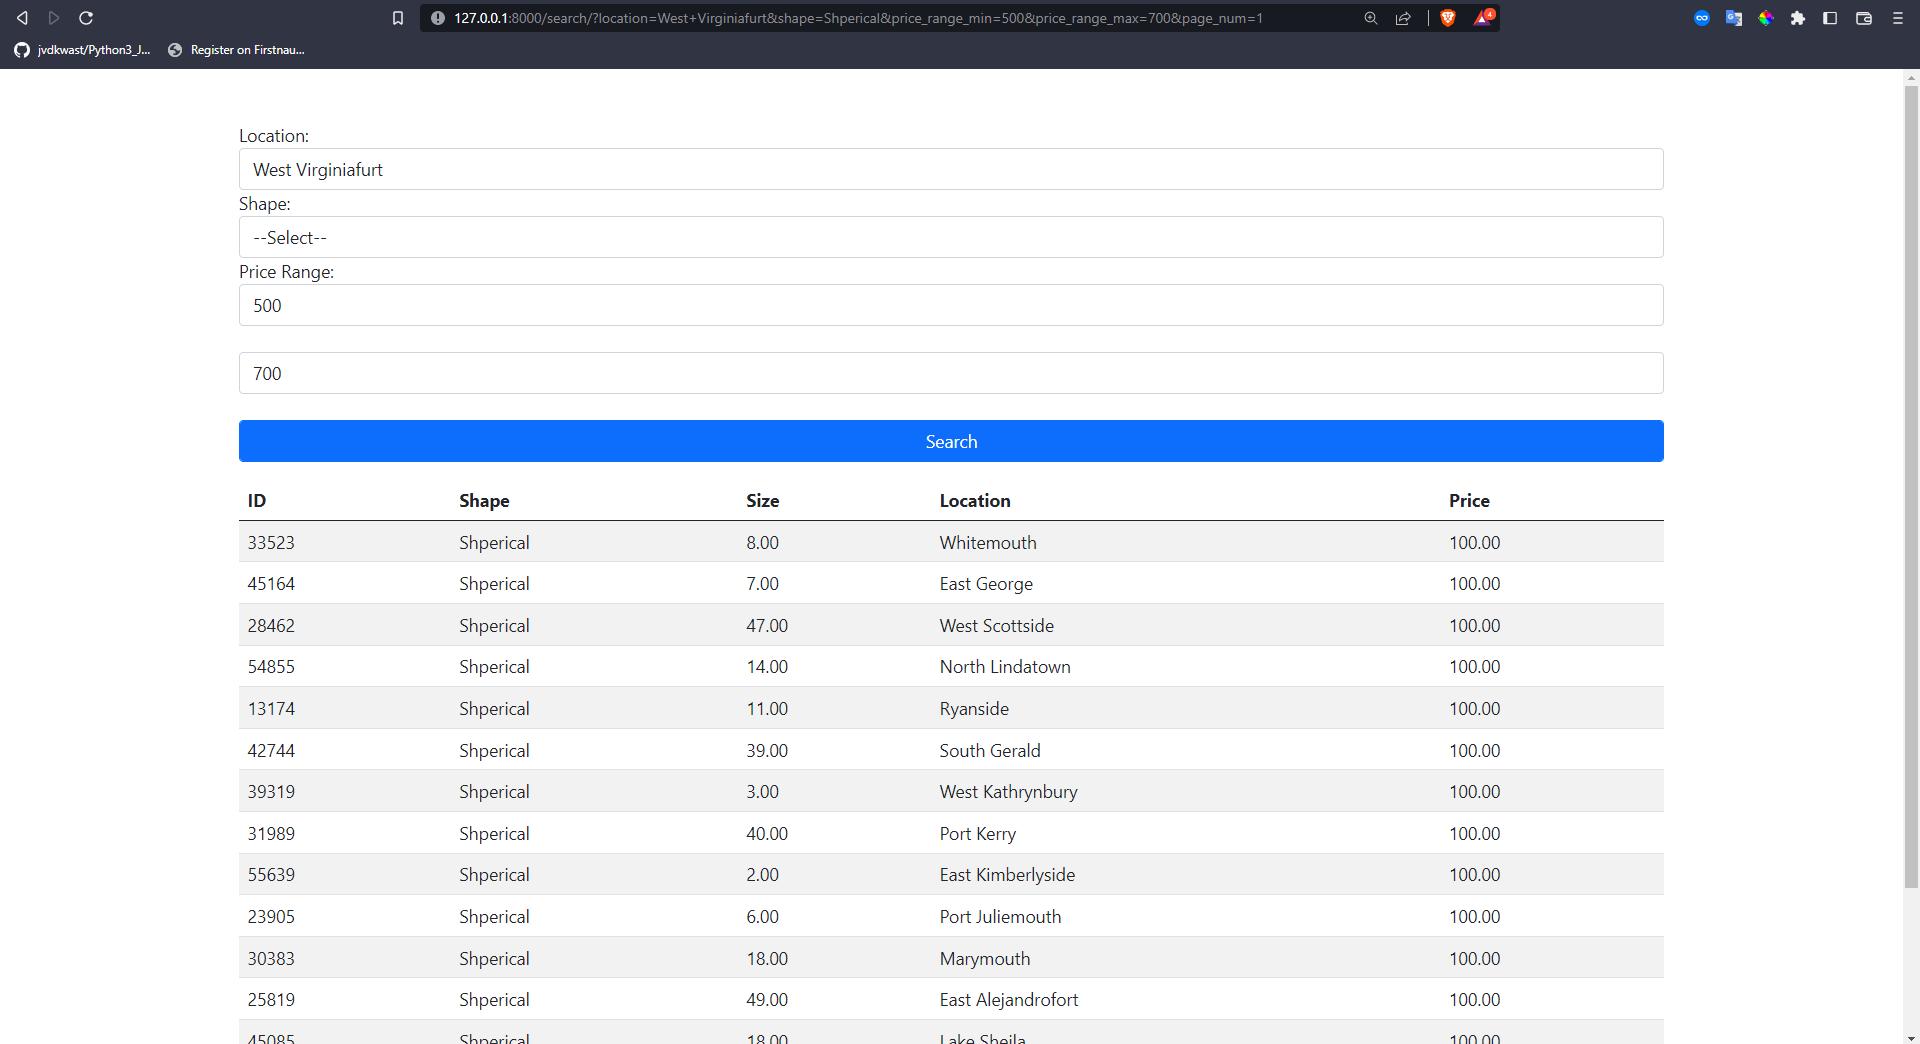 127.0.0.1:8000/search/?location=West+Virginiafurt&shape=Shperical&price_range_min=500&price_range_max=700&page_num=1
4
jvdkwast/Python3_J... Register on Firstnau...
Location:
West Virginiafurt
Shape:
--Select--
Price Range:
500
700
Search
ID Shape Size Location Price
33523 Shperical 8.00 Whitemouth 100.00
45164 Shperical 7.00 East George 100.00
28462 Shperical 47.00 West Scottside 100.00
54855 Shperical 14.00 North Lindatown 100.00
13174 Shperical 11.00 Ryanside 100.00
42744 Shperical 39.00 South Gerald 100.00
39319 Shperical 3.00 West Kathrynbury 100.00
31989 Shperical 40.00 Port Kerry 100.00
55639 Shperical 2.00 East Kimberlyside 100.00
23905 Shperical 6.00 Port Juliemouth 100.00
30383 Shperical 18.00 Marymouth 100.00
25819 Shperical 49.00 East Alejandrofort 100.00
45085 Shperical 18.00 Lake Sheila 100.00